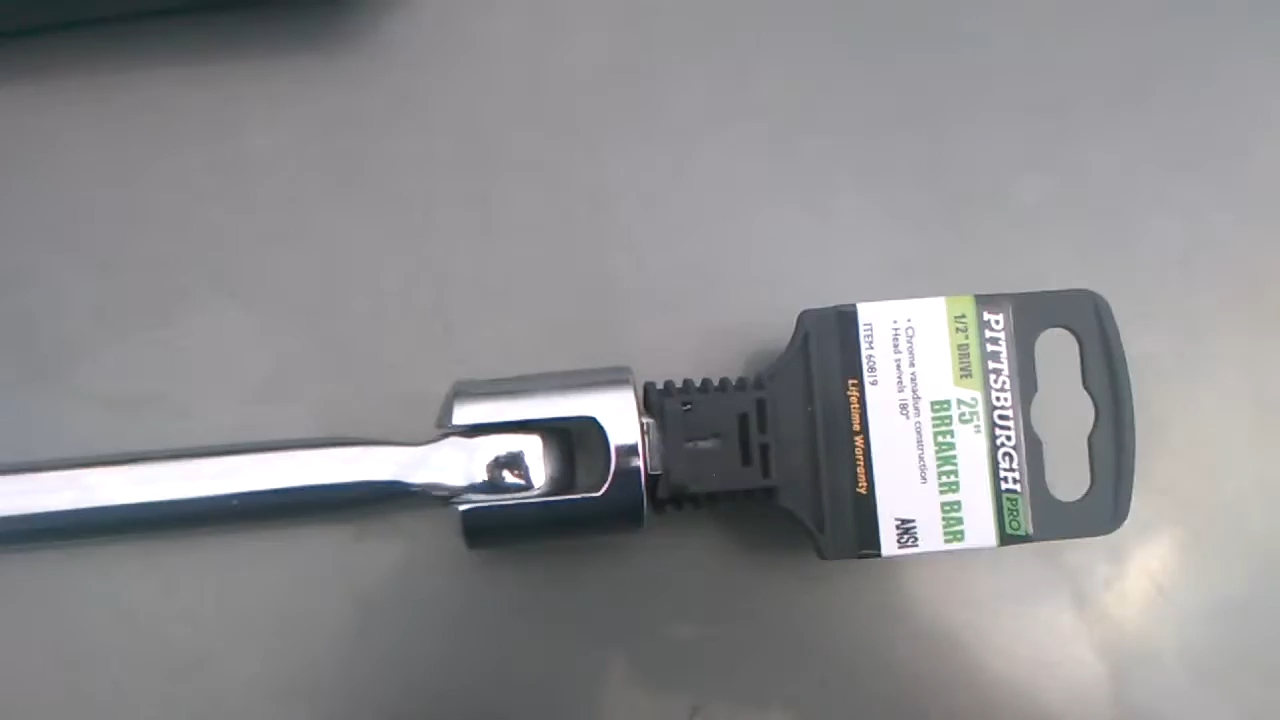 PITTSBURGH PRO
1/2" DRIVE
25"
BREAKER BAR
• Chrome vanadium construction
• Head swivels 180°
ANSI
ITEM 60819
Lifetime Warranty